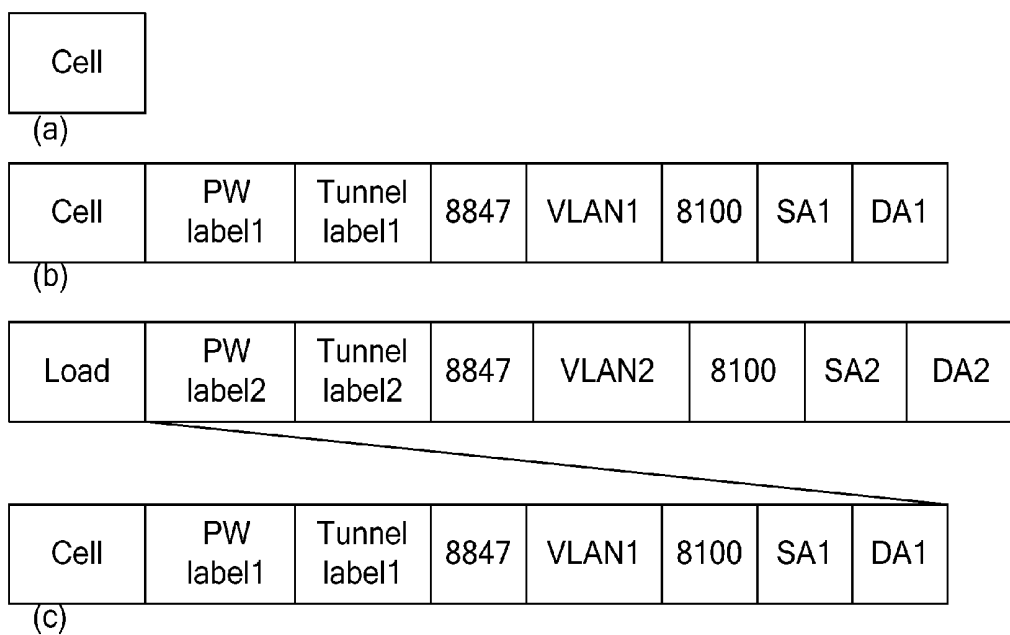 Cell
(a)
Cell PW label1 Tunnel label1 8847 VLAN1 8100 SA1 DA1
(b)
Load PW label2 Tunnel label2 8847 VLAN2 8100 SA2 DA2
Cell PW label1 Tunnel label1 8847 VLAN1 8100 SA1 DA1
(c)